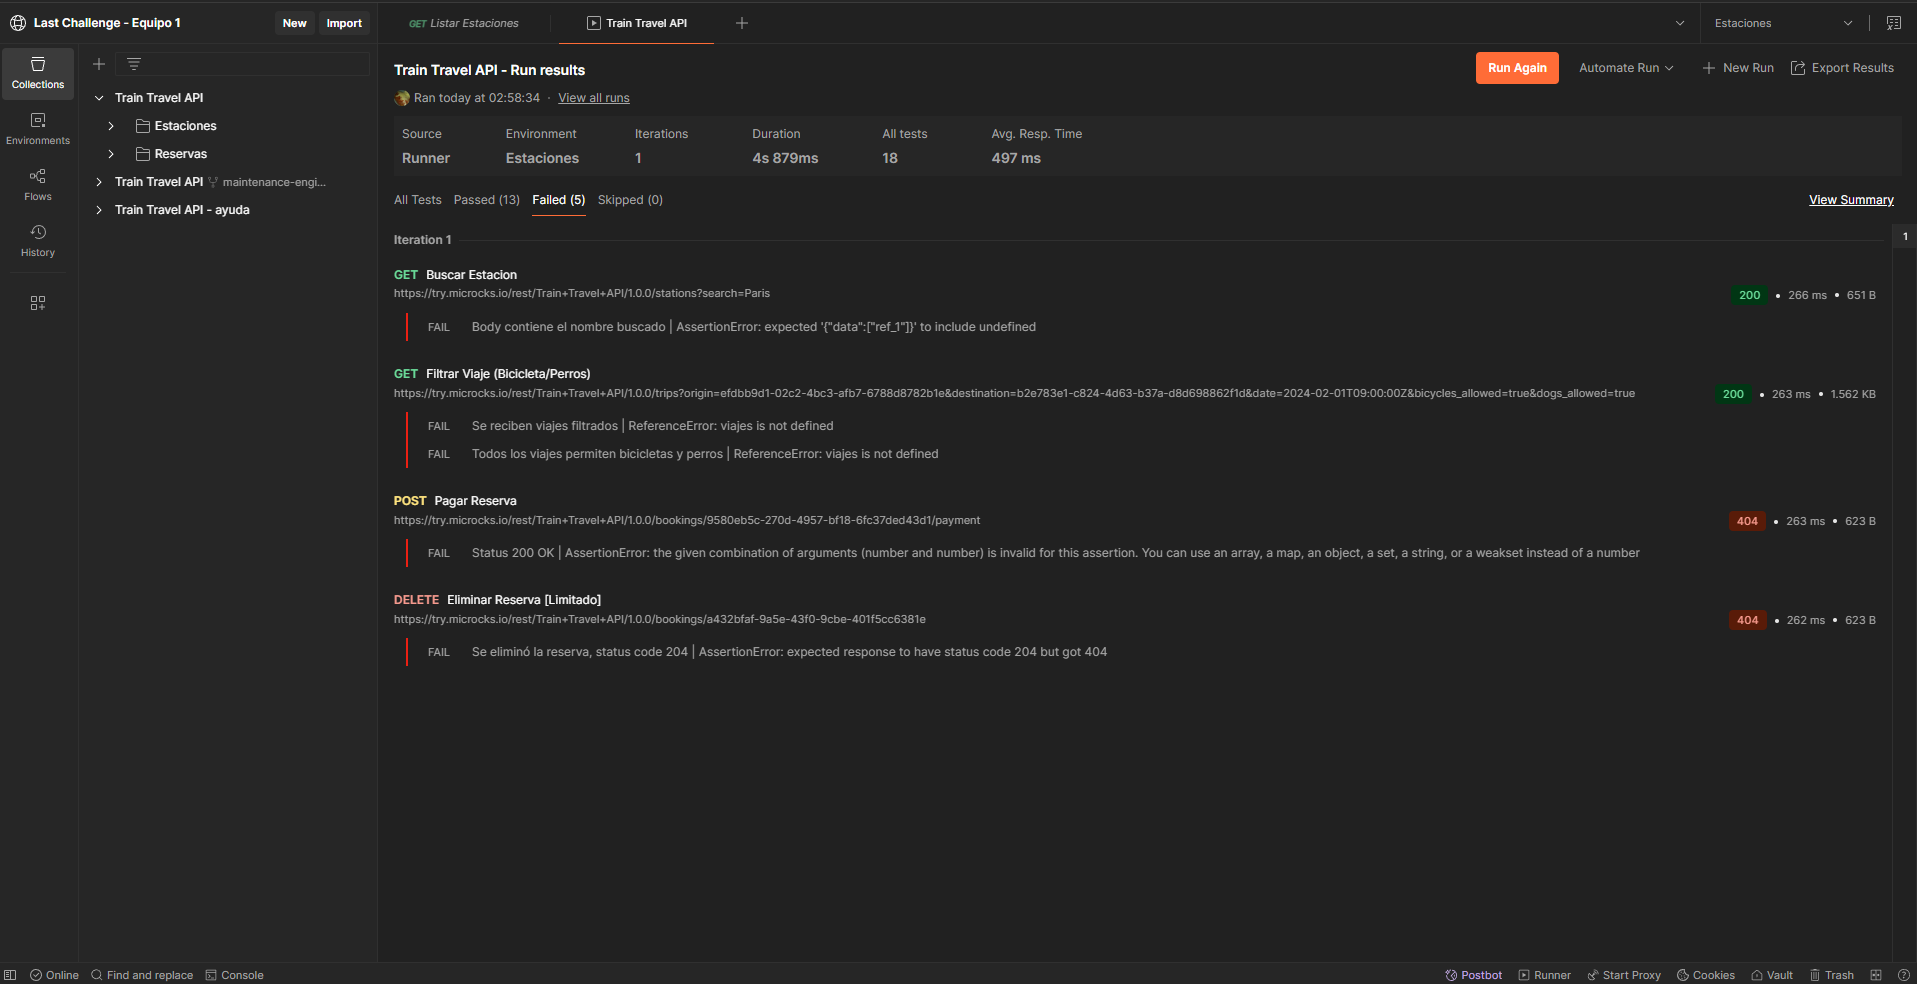 Last Challenge - Equipo 1
New
Import
GET Listar Estaciones
Train Travel API
Estaciones
Collections
Environments
Flows
History
Train Travel API
Estaciones
Reservas
Train Travel API maintenance-engi...
Train Travel API - ayuda
Train Travel API - Run results
Run Again
Automate Run
New Run
Export Results
Ran today at 02:58:34 · View all runs
Source Environment Iterations Duration All tests Avg. Resp. Time
Runner Estaciones 1 4s 879ms 18 497 ms
All Tests Passed (13) Failed (5) Skipped (0)
View Summary
Iteration 1
1
GET Buscar Estacion
https://try.microcks.io/rest/Train+Travel+API/1.0.0/stations?search=Paris
200 • 266 ms • 651 B
FAIL Body contiene el nombre buscado | AssertionError: expected '{"data":["ref_1"]}' to include undefined
GET Filtrar Viaje (Bicicleta/Perros)
https://try.microcks.io/rest/Train+Travel+API/1.0.0/trips?origin=efdbb9d1-02c2-4bc3-afb7-6788d8782b1e&destination=b2e783e1-c824-4d63-b37a-d8d698862f1d&date=2024-02-01T09:00:00Z&bicycles_allowed=true&dogs_allowed=true
200 • 263 ms • 1.562 KB
FAIL Se reciben viajes filtrados | ReferenceError: viajes is not defined
FAIL Todos los viajes permiten bicicletas y perros | ReferenceError: viajes is not defined
POST Pagar Reserva
https://try.microcks.io/rest/Train+Travel+API/1.0.0/bookings/9580eb5c-270d-4957-bf18-6fc37ded43d1/payment
404 • 263 ms • 623 B
FAIL Status 200 OK | AssertionError: the given combination of arguments (number and number) is invalid for this assertion. You can use an array, a map, an object, a set, a string, or a weakset instead of a number
DELETE Eliminar Reserva [Limitado]
https://try.microcks.io/rest/Train+Travel+API/1.0.0/bookings/a432bfaf-9a5e-43f0-9cbe-401f5cc6381e
404 • 262 ms • 623 B
FAIL Se eliminó la reserva, status code 204 | AssertionError: expected response to have status code 204 but got 404
Online
Find and replace
Console
Postbot
Runner
Start Proxy
Cookies
Vault
Trash